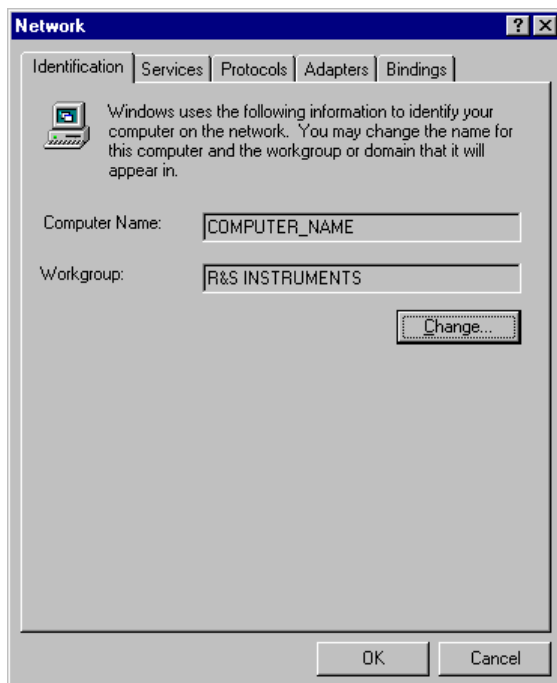 Network
Identification Services Protocols Adapters Bindings
Windows uses the following information to identify your
computer on the network. You may change the name for
this computer and the workgroup or domain that it will
appear in.
Computer Name: COMPUTER_NAME
Workgroup: R&S INSTRUMENTS
Change...
OK Cancel